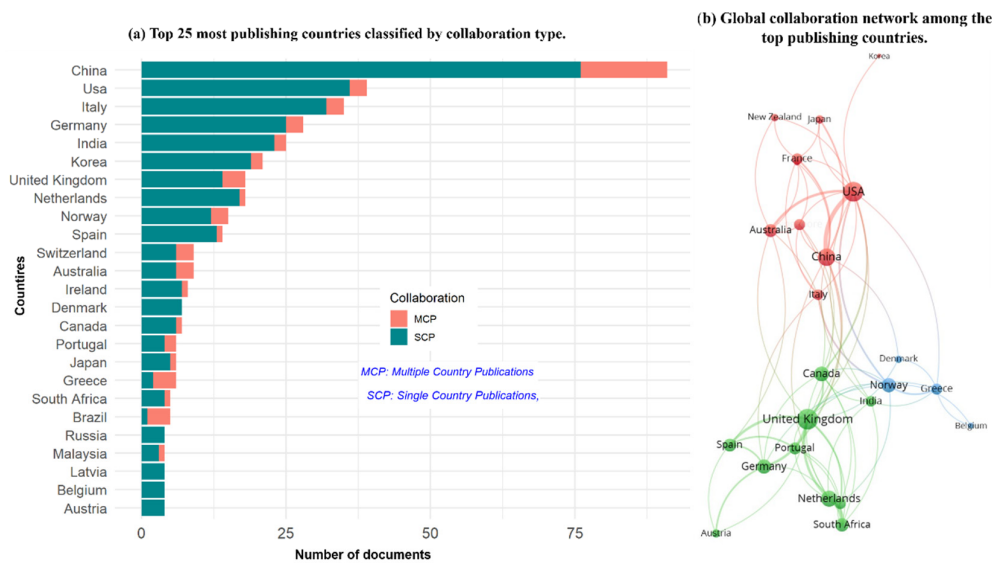 (a) Top 25 most publishing countries classified by collaboration type.
China
Usa
Italy
Germany
India
Korea
United Kingdom
Netherlands
Norway
Spain
Switzerland
Australia
Ireland
Denmark
Canada
Portugal
Japan
Greece
South Africa
Brazil
Russia
Malaysia
Latvia
Belgium
Austria
Countires
Collaboration
MCP
SCP
MCP: Multiple Country Publications
SCP: Single Country Publications,
0
25
50
75
Number of documents
(b) Global collaboration network among the
top publishing countries.
Korea
New Zealand
Japan
France
USA
Australia
China
Italy
Denmark
Canada
Norway
Greece
India
United Kingdom
Belgium
Spain
Portugal
Germany
Netherlands
South Africa
Austria